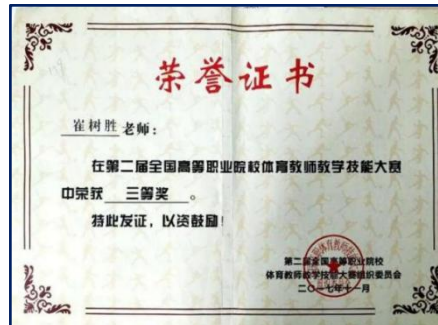 荣誉证书
崔树胜 老师：
在第二届全国高等职业院校体育教师教学技能大赛
中荣获 三等奖 。
特此发证，以资鼓励！
第二届全国高等职业院校
体育教师教学技能大赛组织委员会
二〇一七年十一月